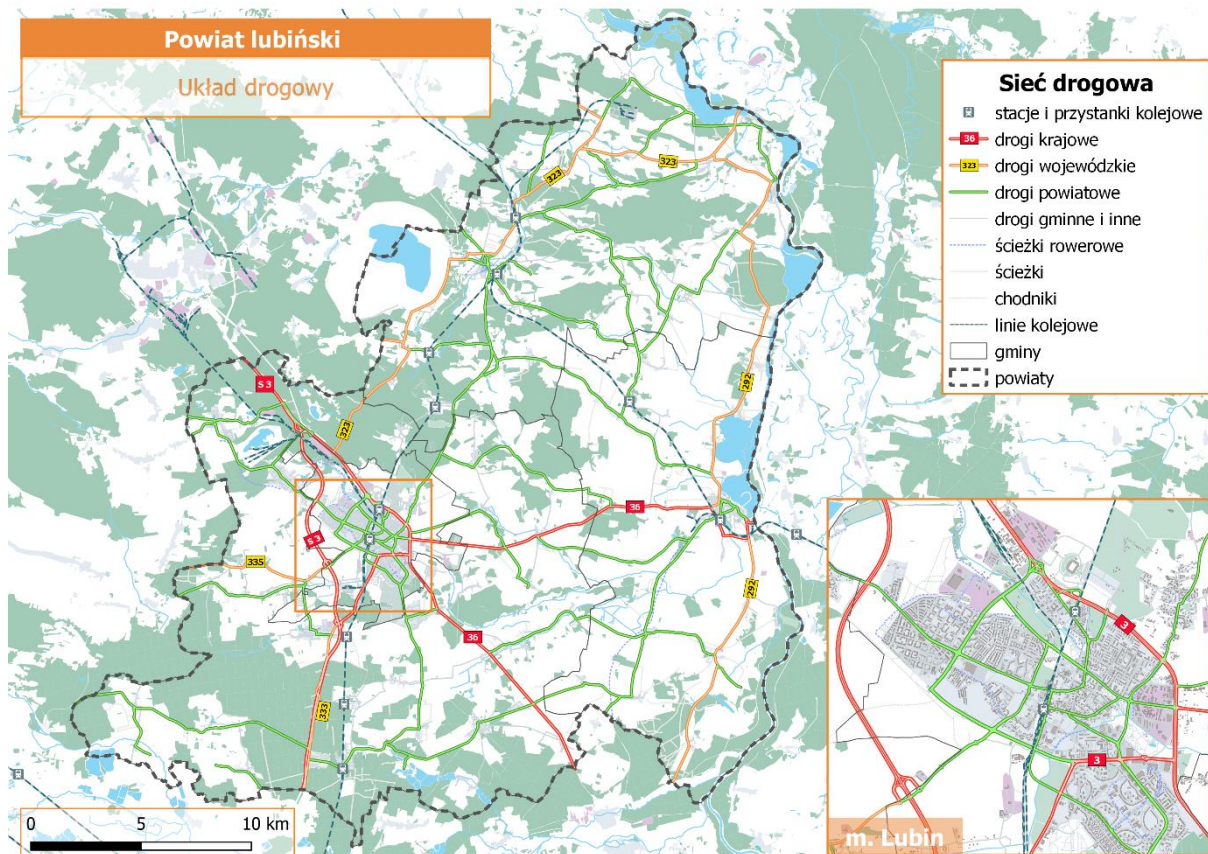 Powiat lubiński
Układ drogowy
Sieć drogowa
stacje i przystanki kolejowe
36 drogi krajowe
323 drogi wojewódzkie
drogi powiatowe
drogi gminne i inne
ścieżki rowerowe
ścieżki
chodniki
linie kolejowe
gminy
powiaty
323
323
292
S 3
323
36
S 3
335
292
36
333
3
3
m. Lubin
0 5 10 km